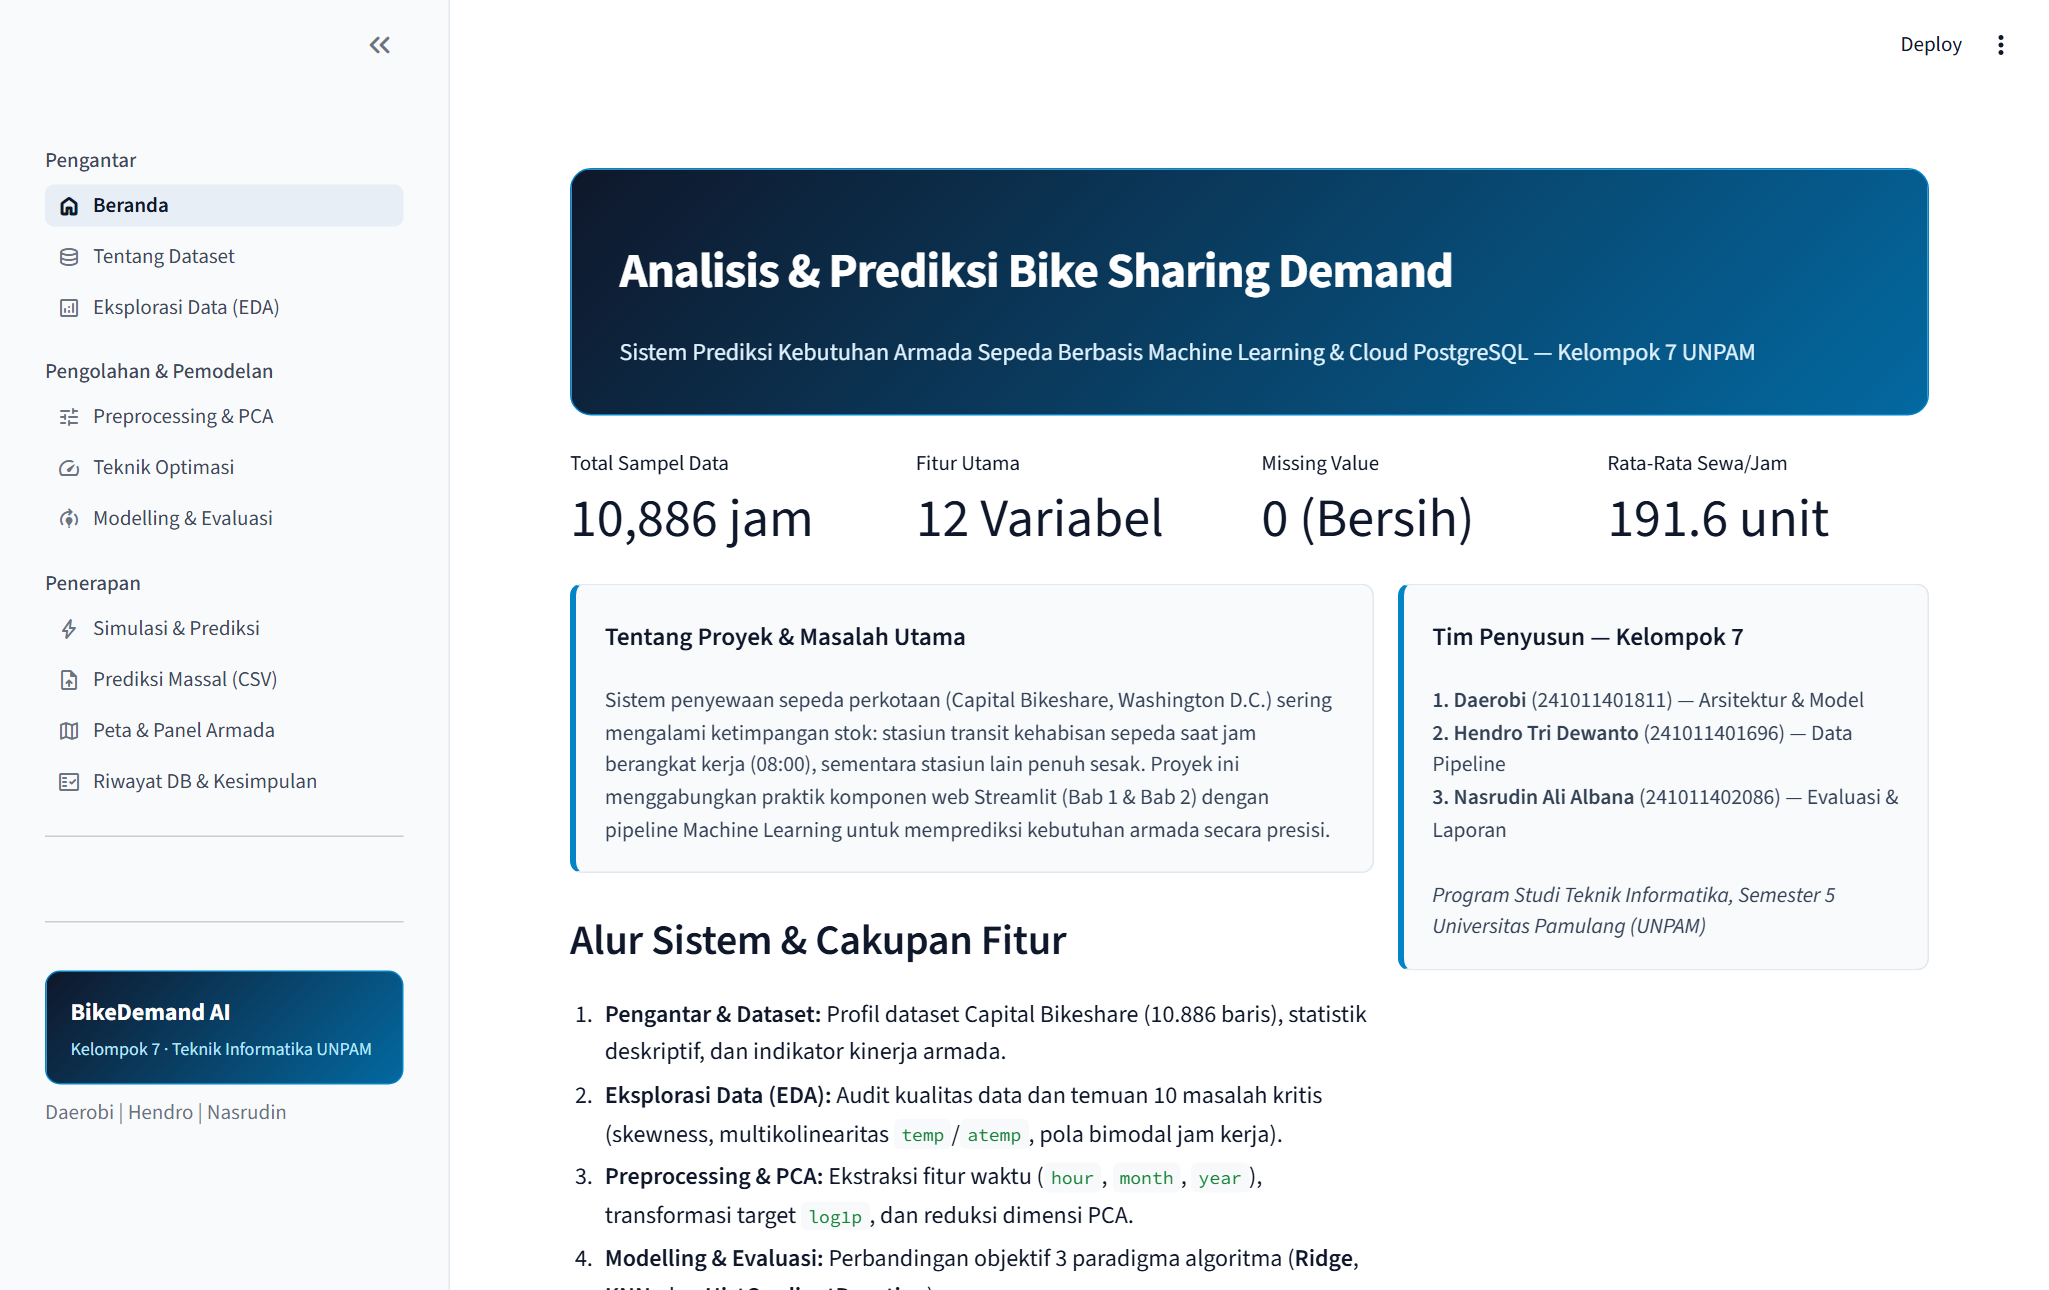 Deploy
Pengantar
Beranda
Tentang Dataset
Eksplorasi Data (EDA)
Pengolahan & Pemodelan
Preprocessing & PCA
Teknik Optimasi
Modelling & Evaluasi
Penerapan
Simulasi & Prediksi
Prediksi Massal (CSV)
Peta & Panel Armada
Riwayat DB & Kesimpulan
BikeDemand AI
Kelompok 7 · Teknik Informatika UNPAM
Daerobi | Hendro | Nasrudin
Analisis & Prediksi Bike Sharing Demand
Sistem Prediksi Kebutuhan Armada Sepeda Berbasis Machine Learning & Cloud PostgreSQL — Kelompok 7 UNPAM
Total Sampel Data
10,886 jam
Fitur Utama
12 Variabel
Missing Value
0 (Bersih)
Rata-Rata Sewa/Jam
191.6 unit
Tentang Proyek & Masalah Utama
Sistem penyewaan sepeda perkotaan (Capital Bikeshare, Washington D.C.) sering
mengalami ketimpangan stok: stasiun transit kehabisan sepeda saat jam
berangkat kerja (08:00), sementara stasiun lain penuh sesak. Proyek ini
menggabungkan praktik komponen web Streamlit (Bab 1 & Bab 2) dengan
pipeline Machine Learning untuk memprediksi kebutuhan armada secara presisi.
Tim Penyusun — Kelompok 7
1. Daerobi (241011401811) — Arsitektur & Model
2. Hendro Tri Dewanto (241011401696) — Data
Pipeline
3. Nasrudin Ali Albana (241011402086) — Evaluasi &
Laporan
Program Studi Teknik Informatika, Semester 5
Universitas Pamulang (UNPAM)
Alur Sistem & Cakupan Fitur
1. Pengantar & Dataset: Profil dataset Capital Bikeshare (10.886 baris), statistik
deskriptif, dan indikator kinerja armada.
2. Eksplorasi Data (EDA): Audit kualitas data dan temuan 10 masalah kritis
(skewness, multikolinearitas temp / atemp , pola bimodal jam kerja).
3. Preprocessing & PCA: Ekstraksi fitur waktu ( hour , month , year ),
transformasi target log1p , dan reduksi dimensi PCA.
4. Modelling & Evaluasi: Perbandingan objektif 3 paradigma algoritma (Ridge,